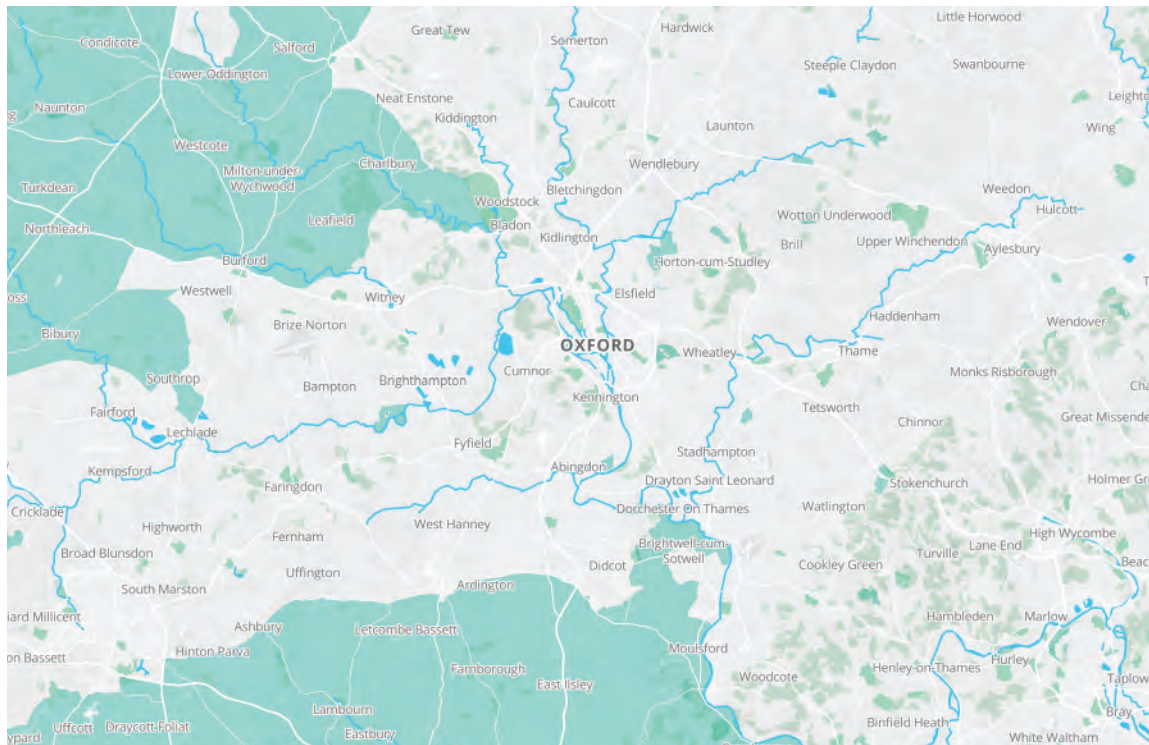 Little Horwood
Great Tew
Hardwick
Condicote
Salford
Somerton
Steeple Claydon
Swanbourne
Lower Oddington
Neat Enstone
Caulcott
Naunton
Kiddington
Launton
Wing
Westcote
Charlbury
Wendlebury
Milton-under-
Wychwood
Turkdean
Woodstock
Bletchingdon
Weedon
Leafield
Wotton Underwood
Hulcott
Northleach
Bladon
Kidlington
Brill
Upper Winchendon
Aylesbury
Burford
Horton-cum-Studley
Westwell
Witney
Elsfield
Brize Norton
Haddenham
Wendover
Bibury
OXFORD
Wheatley
Thame
Southrop
Bampton
Brighthampton
Cumnor
Monks Risborough
Fairford
Kennington
Tetsworth
Chinnor
Great Missende
Lechlade
Fyfield
Stadhampton
Kempsford
Abingdon
Drayton Saint Leonard
Stokenchurch
Holmer Gr
Faringdon
Cricklade
Highworth
West Hanney
Dorchester On Thames
Watlington
High Wycombe
Fernham
Broad Blunsdon
Brightwell-cum-
Sotwell
Turville
Lane End
Uffington
Didcot
Cookley Green
Beac
South Marston
Ardington
iard Millicent
Ashbury
Letcombe Bassett
Hambleden
Marlow
on Bassett
Hinton Parva
Farnborough
Moulsford
Henley-on-Thames
Hurley
East Ilsley
Woodcote
Taplow
Lambourn
Bray
Uffcott
Draycott Foliat
Eastbury
Binfield Heath
White Waltham